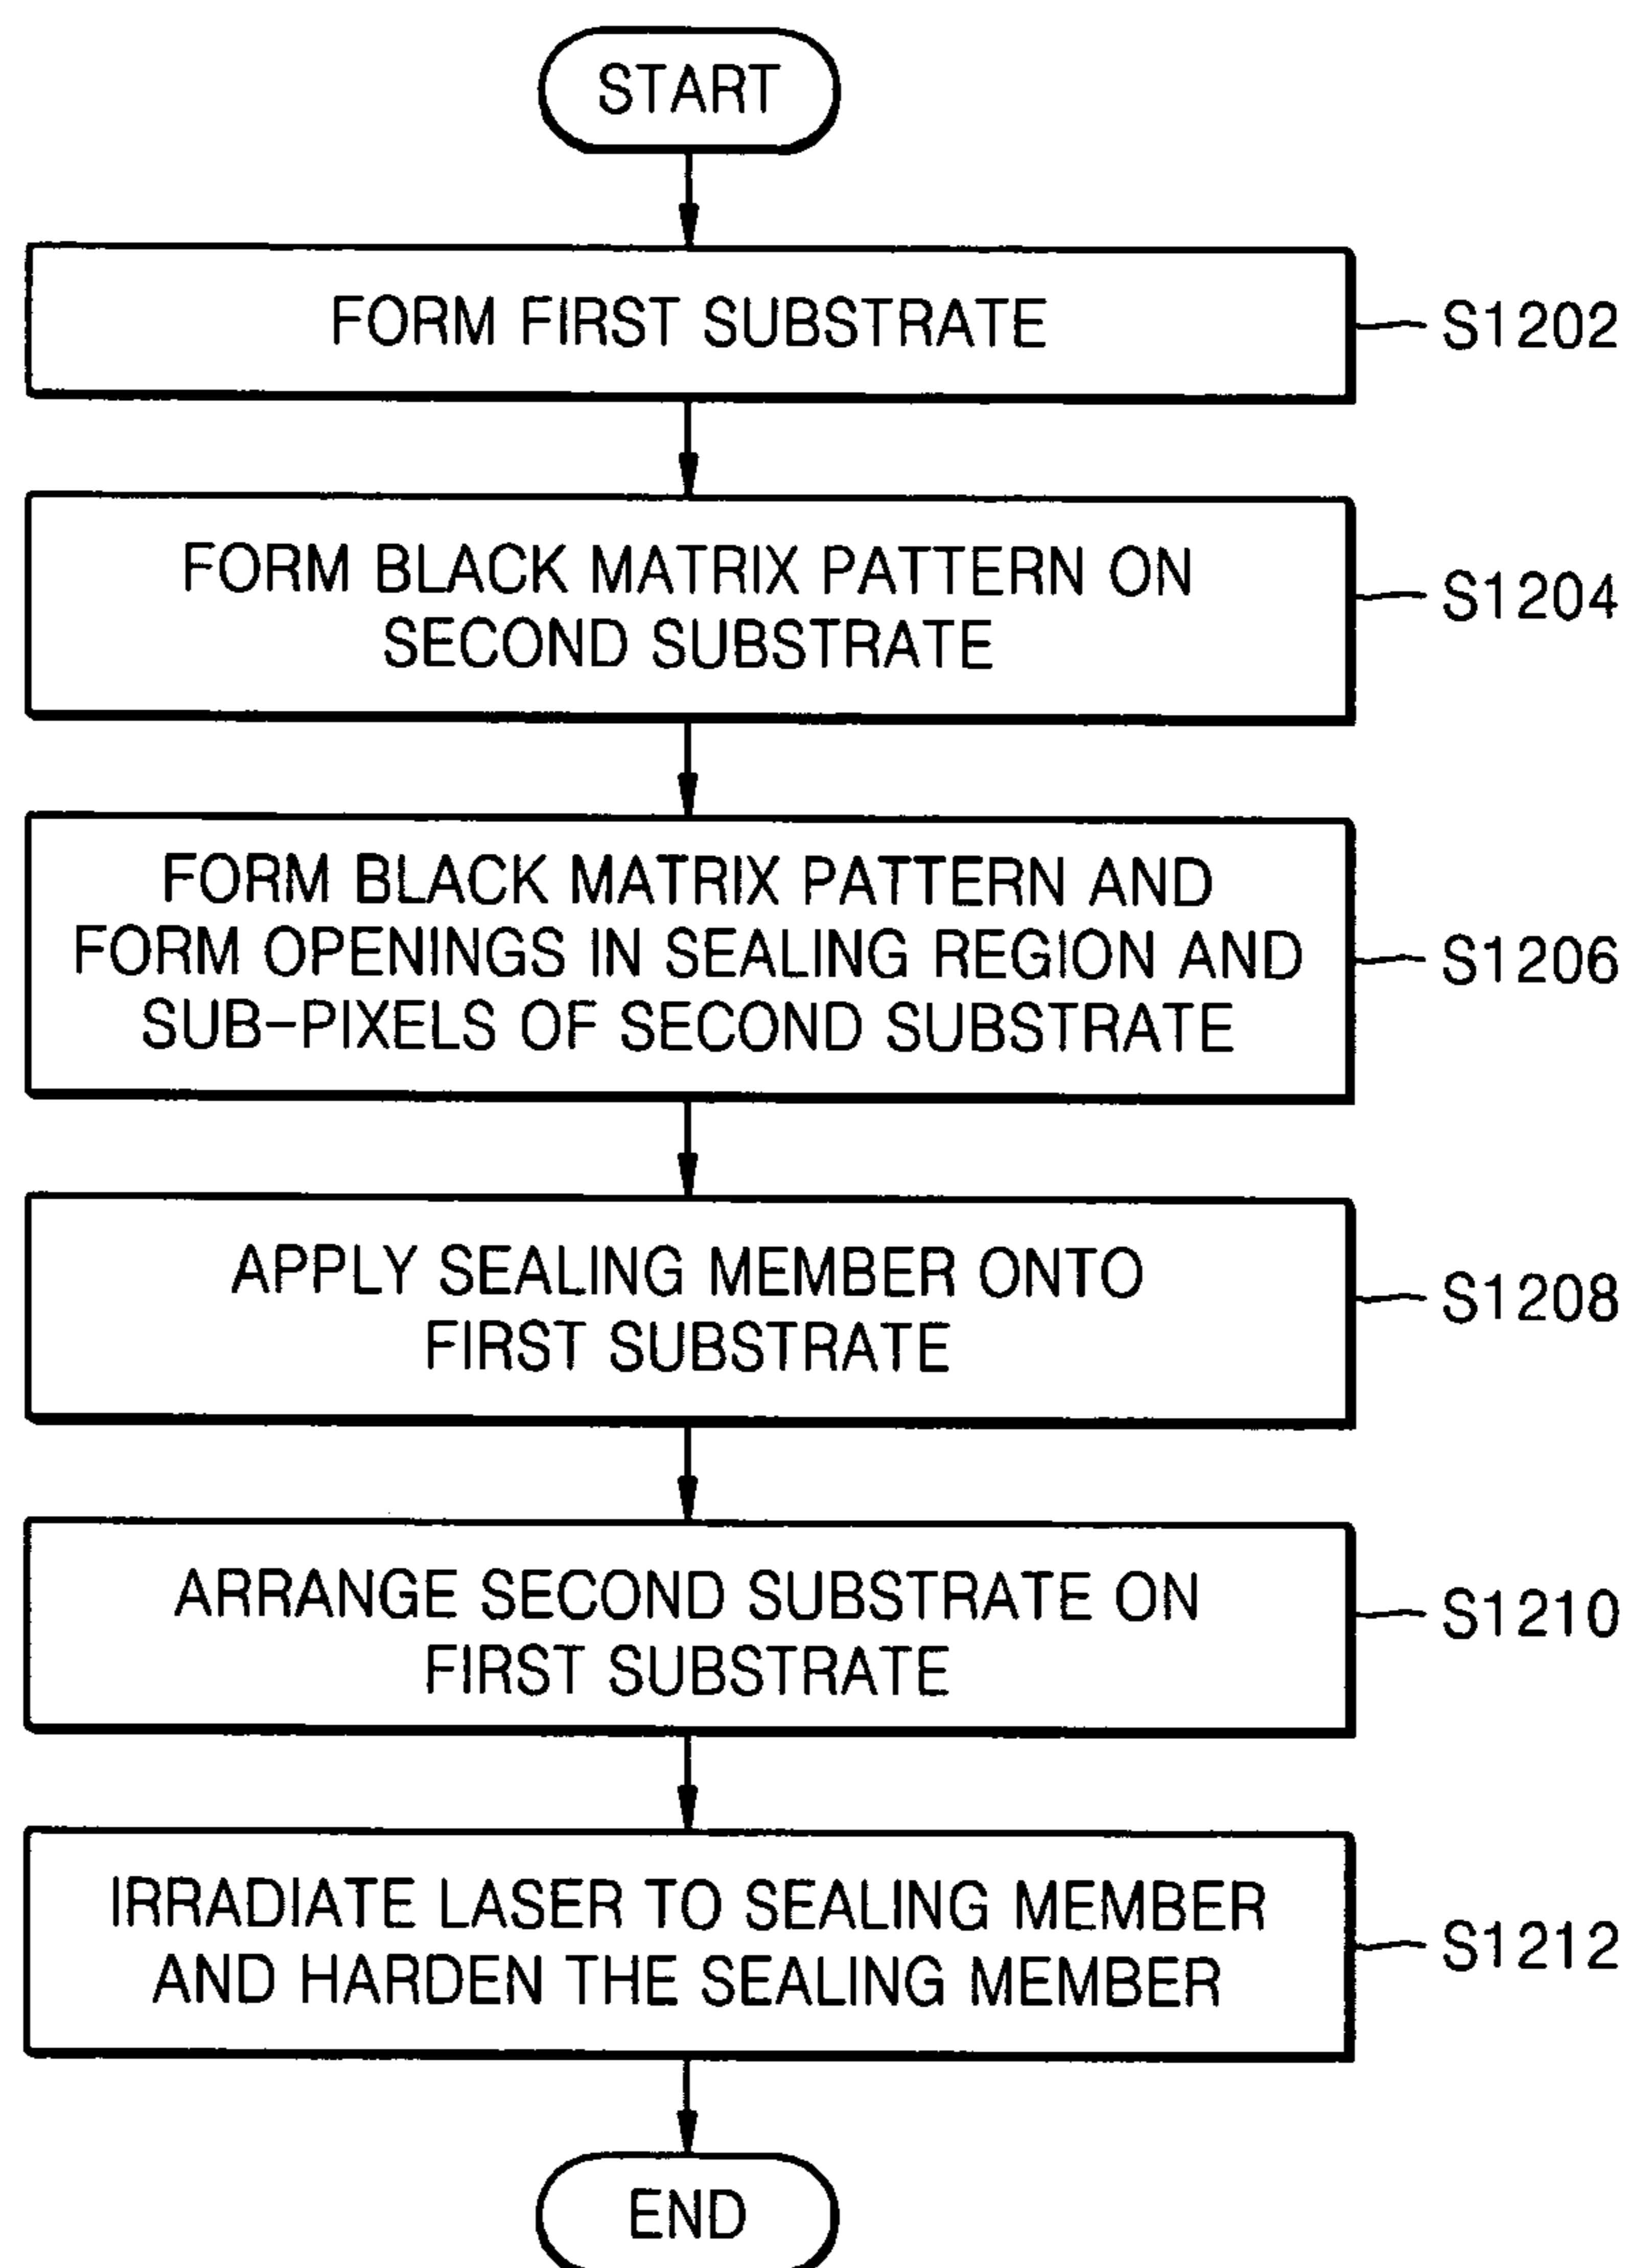 START
FORM FIRST SUBSTRATE
S1202
FORM BLACK MATRIX PATTERN ON
SECOND SUBSTRATE
S1204
FORM BLACK MATRIX PATTERN AND
FORM OPENINGS IN SEALING REGION AND
SUB-PIXELS OF SECOND SUBSTRATE
S1206
APPLY SEALING MEMBER ONTO
FIRST SUBSTRATE
S1208
ARRANGE SECOND SUBSTRATE ON
FIRST SUBSTRATE
S1210
IRRADIATE LASER TO SEALING MEMBER
AND HARDEN THE SEALING MEMBER
S1212
END